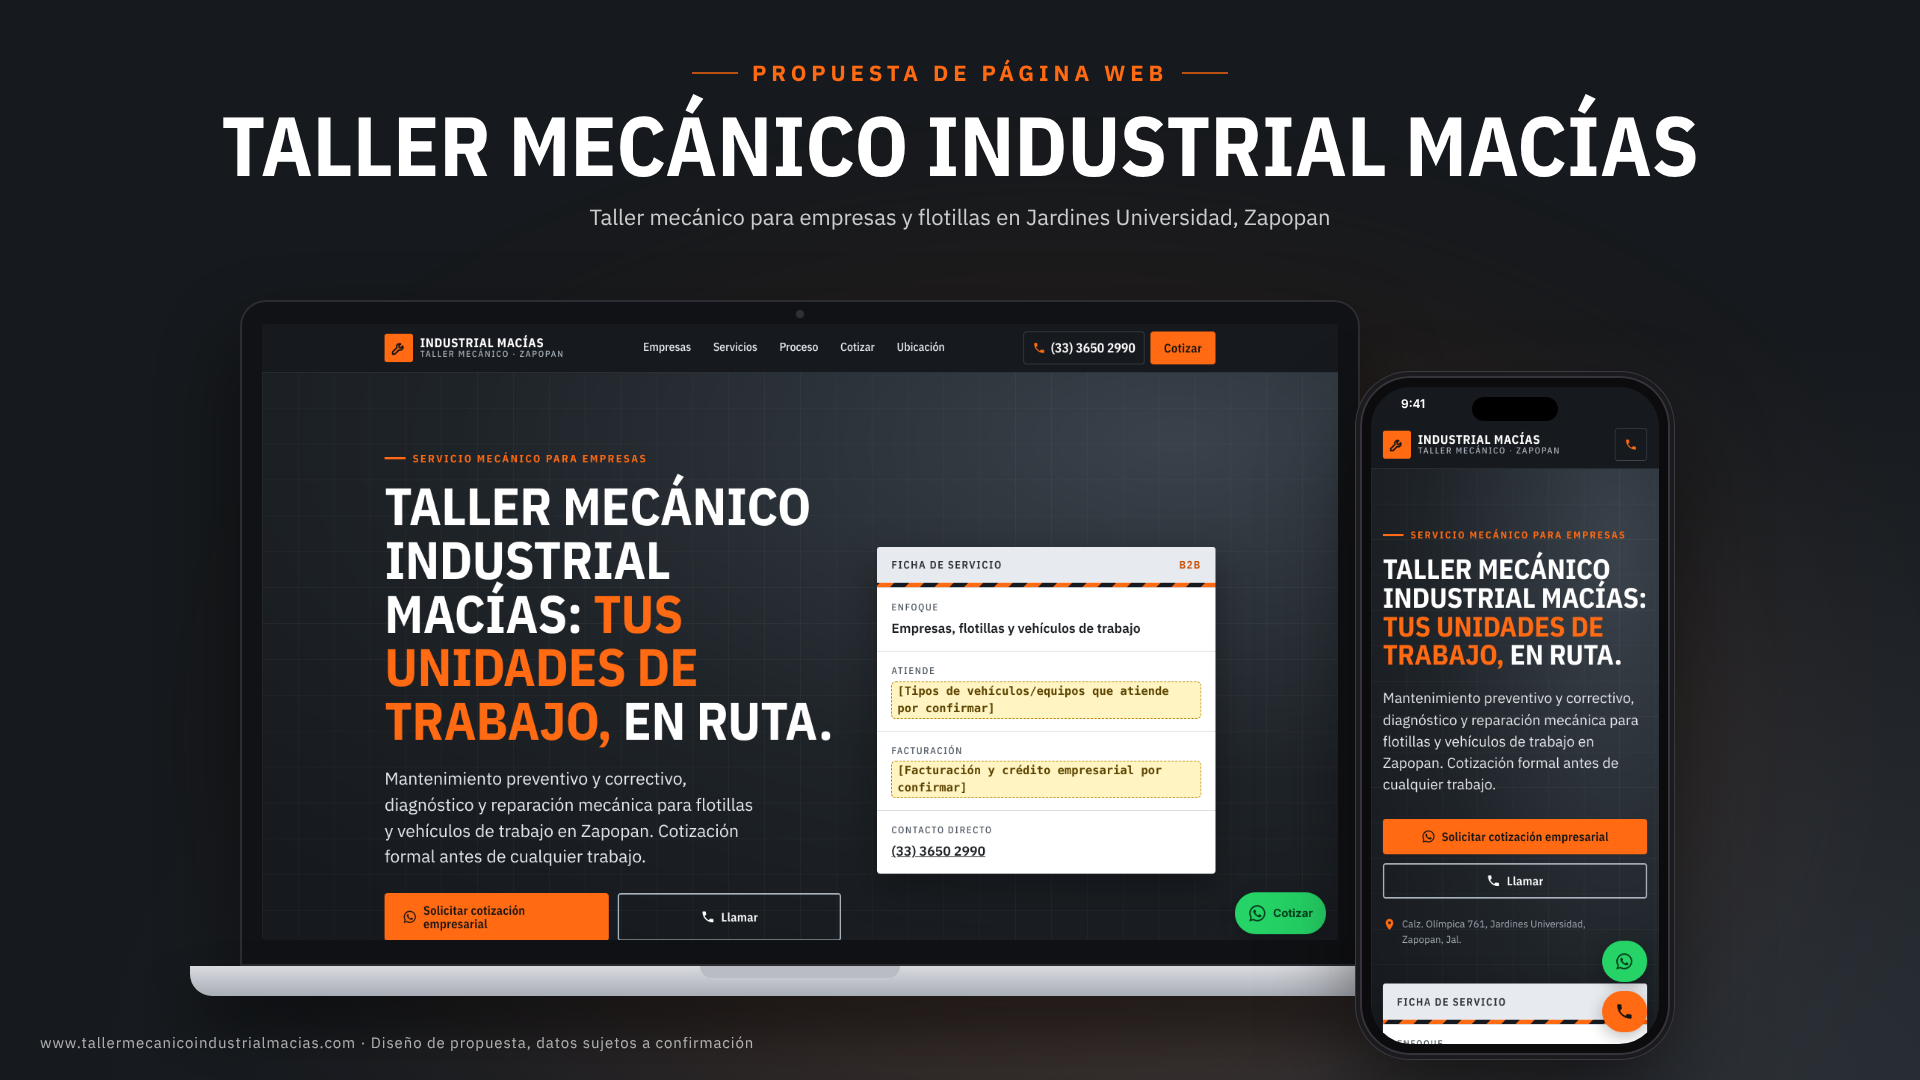 PROPUESTA DE PÁGINA WEB
TALLER MECÁNICO INDUSTRIAL MACÍAS
Taller mecánico para empresas y flotillas en Jardines Universidad, Zapopan
INDUSTRIAL MACÍAS
TALLER MECÁNICO · ZAPOPAN
Empresas Servicios Proceso Cotizar Ubicación
(33) 3650 2990
Cotizar
SERVICIO MECÁNICO PARA EMPRESAS
TALLER MECÁNICO
INDUSTRIAL
MACÍAS: TUS
UNIDADES DE
TRABAJO, EN RUTA.
Mantenimiento preventivo y correctivo,
diagnóstico y reparación mecánica para flotillas
y vehículos de trabajo en Zapopan. Cotización
formal antes de cualquier trabajo.
Solicitar cotización
empresarial
Llamar
FICHA DE SERVICIO B2B
ENFOQUE
Empresas, flotillas y vehículos de trabajo
ATIENDE
[Tipos de vehículos/equipos que atiende
por confirmar]
FACTURACIÓN
[Facturación y crédito empresarial por
confirmar]
CONTACTO DIRECTO
(33) 3650 2990
Cotizar
9:41
INDUSTRIAL MACÍAS
TALLER MECÁNICO · ZAPOPAN
SERVICIO MECÁNICO PARA EMPRESAS
TALLER MECÁNICO
INDUSTRIAL MACÍAS:
TUS UNIDADES DE
TRABAJO, EN RUTA.
Mantenimiento preventivo y correctivo,
diagnóstico y reparación mecánica para
flotillas y vehículos de trabajo en
Zapopan. Cotización formal antes de
cualquier trabajo.
Solicitar cotización empresarial
Llamar
Calz. Olímpica 761, Jardines Universidad,
Zapopan, Jal.
FICHA DE SERVICIO
ENFOQUE
www.tallermecanicoindustrialmacias.com · Diseño de propuesta, datos sujetos a confirmación